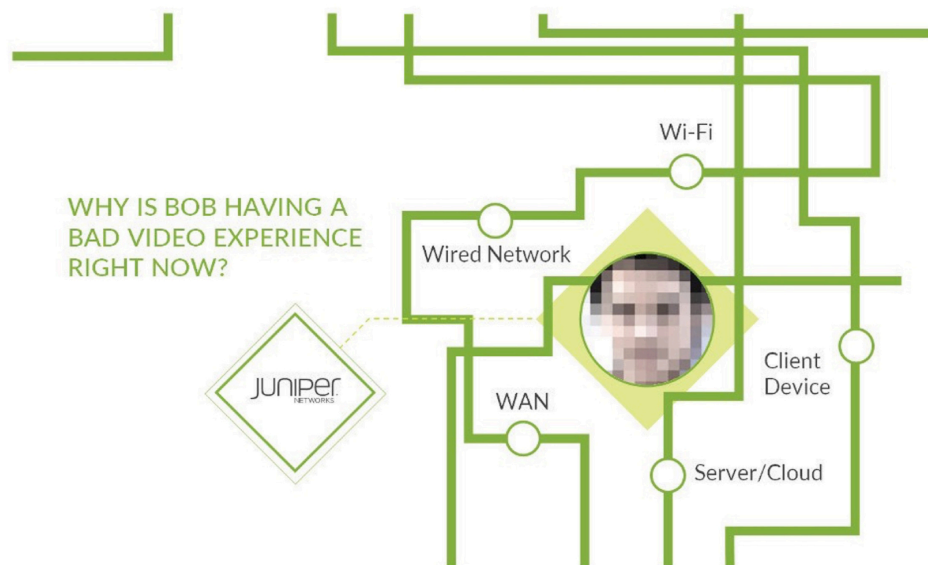 Wi-Fi
WHY IS BOB HAVING A
BAD VIDEO EXPERIENCE
RIGHT NOW?
Wired Network
JUNIPER
NETWORKS
WAN
Client
Device
Server/Cloud